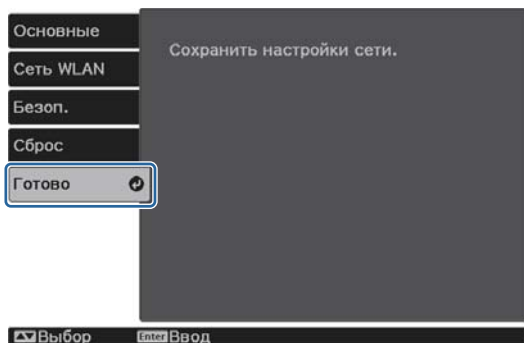 Основные
Сеть WLAN
Безоп.
Сброс
Готово
Сохранить настройки сети.
Выбор Enter Ввод